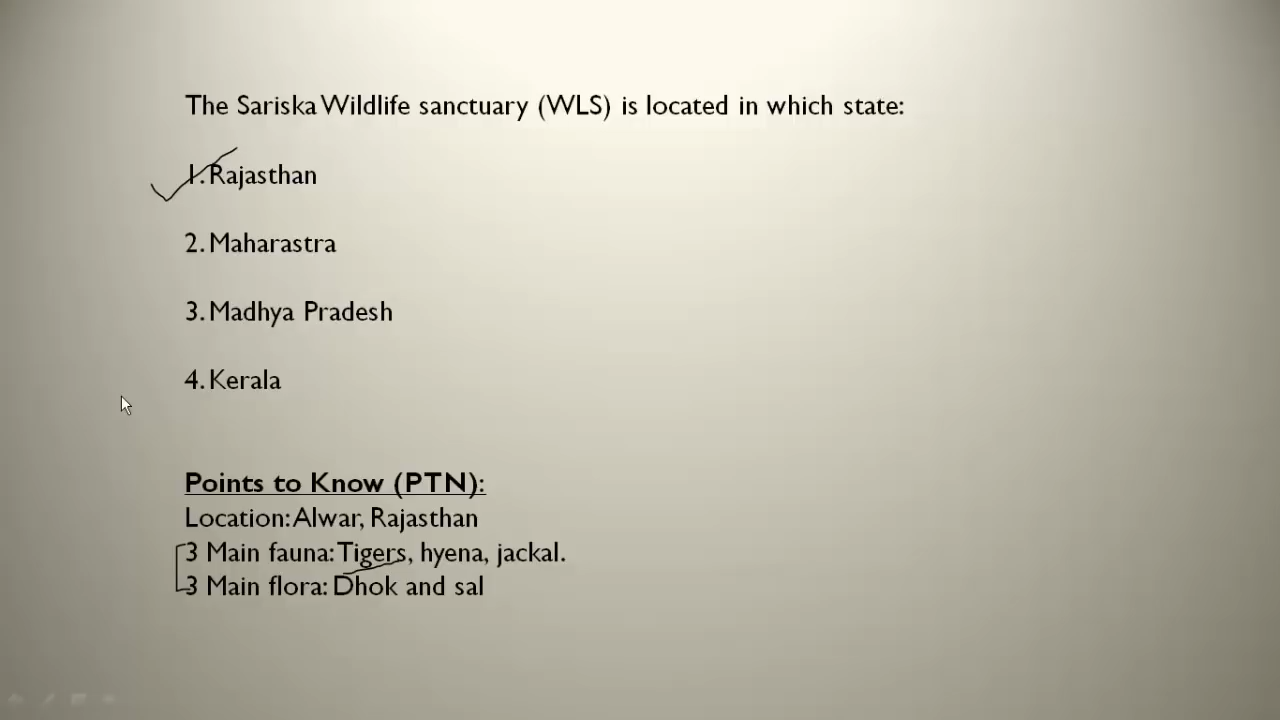 The Sariska Wildlife sanctuary (WLS) is located in which state:
1. Rajasthan
2. Maharastra
3. Madhya Pradesh
4. Kerala
Points to Know (PTN):
Location: Alwar, Rajasthan
3 Main fauna: Tigers, hyena, jackal.
3 Main flora: Dhok and sal